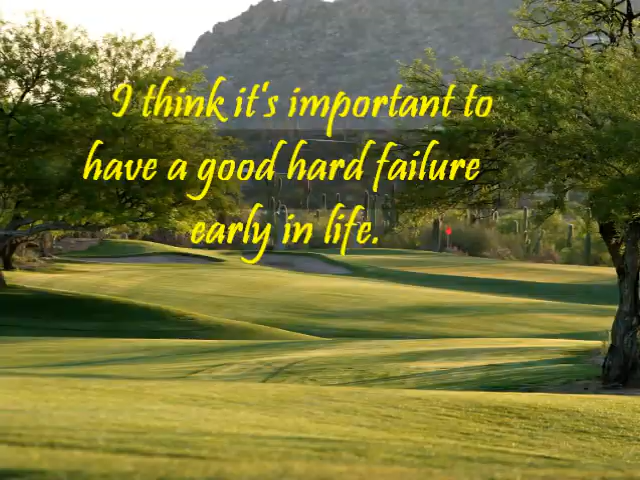 I think it's important to
have a good hard failure
early in life.